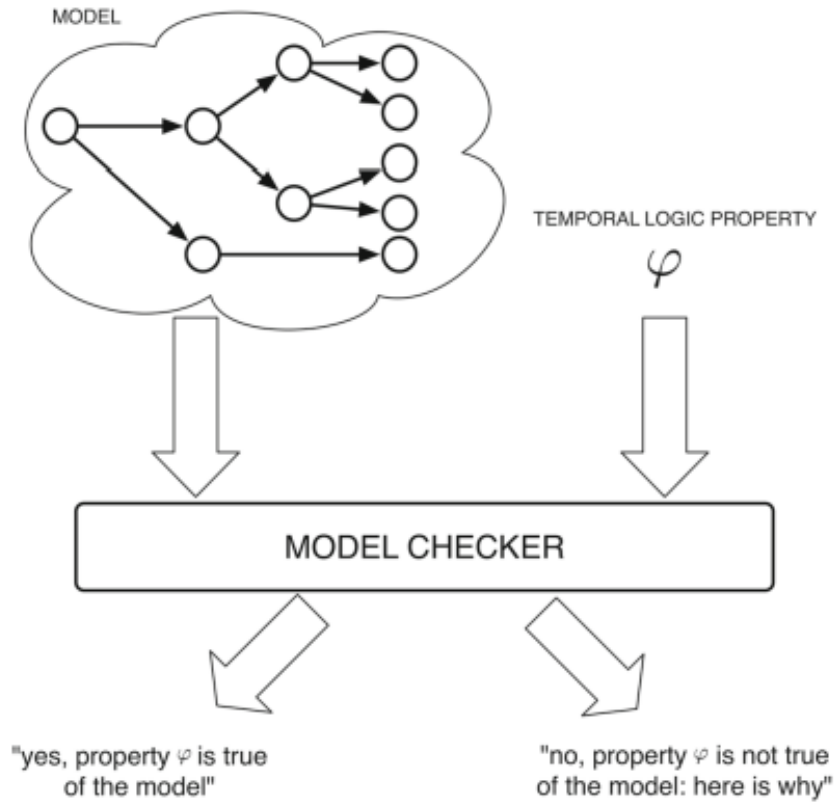 MODEL
TEMPORAL LOGIC PROPERTY
φ
MODEL CHECKER
"yes, property φ is true
of the model"
"no, property φ is not true
of the model: here is why"